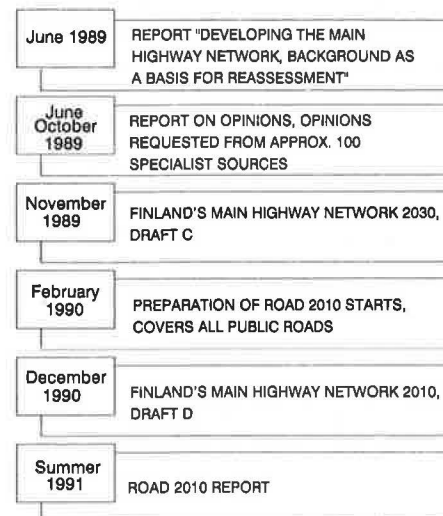 June 1989
REPORT "DEVELOPING THE MAIN
HIGHWAY NETWORK, BACKGROUND AS
A BASIS FOR REASSESSMENT"
June
October
1989
REPORT ON OPINIONS, OPINIONS
REQUESTED FROM APPROX. 100
SPECIALIST SOURCES
November
1989
FINLAND'S MAIN HIGHWAY NETWORK 2030,
DRAFT C
February
1990
PREPARATION OF ROAD 2010 STARTS,
COVERS ALL PUBLIC ROADS
December
1990
FINLAND'S MAIN HIGHWAY NETWORK 2010,
DRAFT D
Summer
1991
ROAD 2010 REPORT